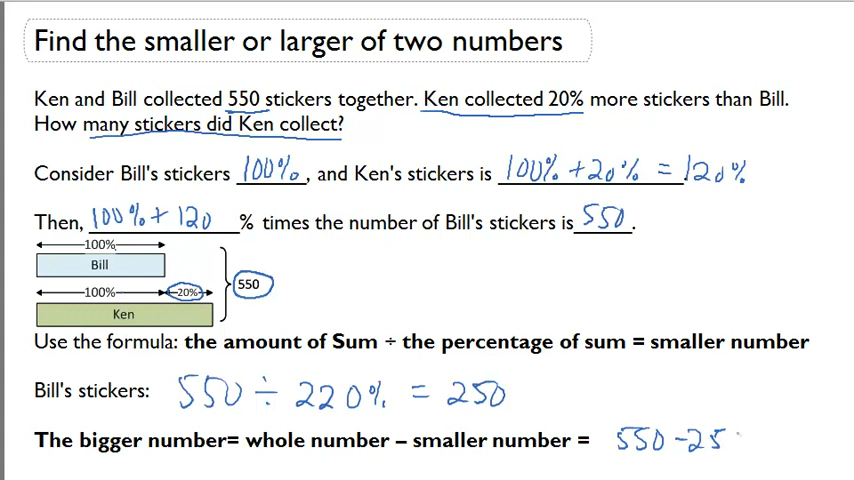 Find the smaller or larger of two numbers
Ken and Bill collected 550 stickers together. Ken collected 20% more stickers than Bill.
How many stickers did Ken collect?
Consider Bill's stickers 100%, and Ken's stickers is 100% + 20% = 120%
Then, 100% + 120 % times the number of Bill's stickers is 550.
100%
Bill
550
100% 20%
Ken
Use the formula: the amount of Sum ÷ the percentage of sum = smaller number
Bill's stickers: 550 ÷ 220% = 250
The bigger number= whole number – smaller number = 550 - 25